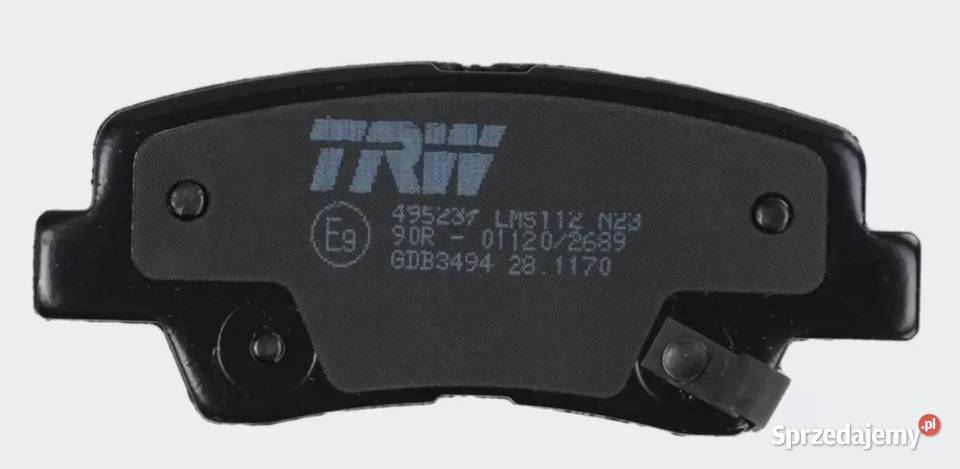 TRW
495237 LM5112 N23
E9 90R - 01120/2689
GDB3494 28.1170
Sprzedajemy.pl